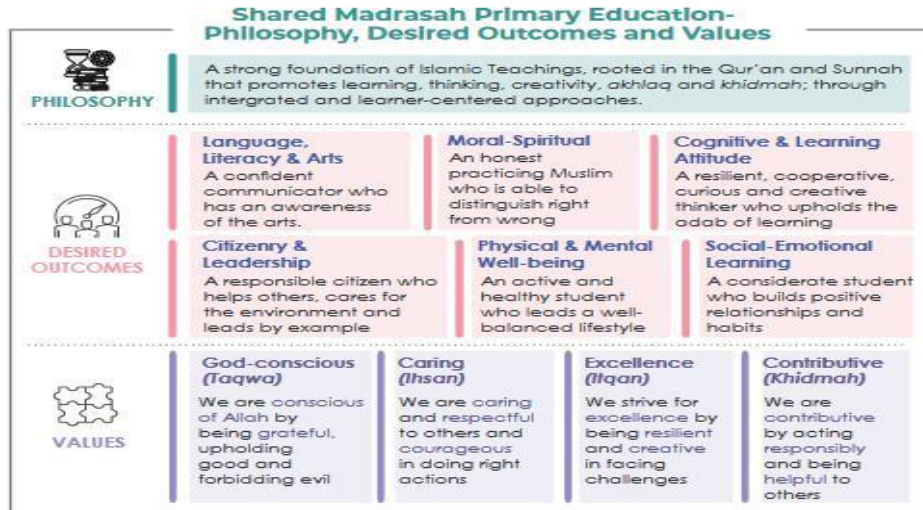 Shared Madrasah Primary Education-
Philosophy, Desired Outcomes and Values
PHILOSOPHY
A strong foundation of Islamic Teachings, rooted in the Qur'an and Sunnah
that promotes learning, thinking, creativity, akhlaq and khidmah; through
intergrated and learner-centered approaches.
DESIRED
OUTCOMES
Language,
Literacy & Arts
A confident
communicator who
has an awareness
of the arts.
Moral-Spiritual
An honest
practicing Muslim
who is able to
distinguish right
from wrong
Cognitive & Learning
Attitude
A resilient, cooperative,
curious and creative
thinker who upholds the
adab of learning
Citizenry &
Leadership
A responsible citizen who
helps others, cares for
the environment and
leads by example
Physical & Mental
Well-being
An active and
healthy student
who leads a well-
balanced lifestyle
Social-Emotional
Learning
A considerate student
who builds positive
relationships and
habits
VALUES
God-conscious
(Taqwa)
We are conscious
of Allah by
being grateful,
upholding
good and
forbidding evil
Caring
(Ihsan)
We are caring
and respectful
to others and
courageous
in doing right
actions
Excellence
(Itqan)
We strive for
excellence by
being resilient
and creative
in facing
challenges
Contributive
(Khidmah)
We are
contributive
by acting
responsibly
and being
helpful to
others